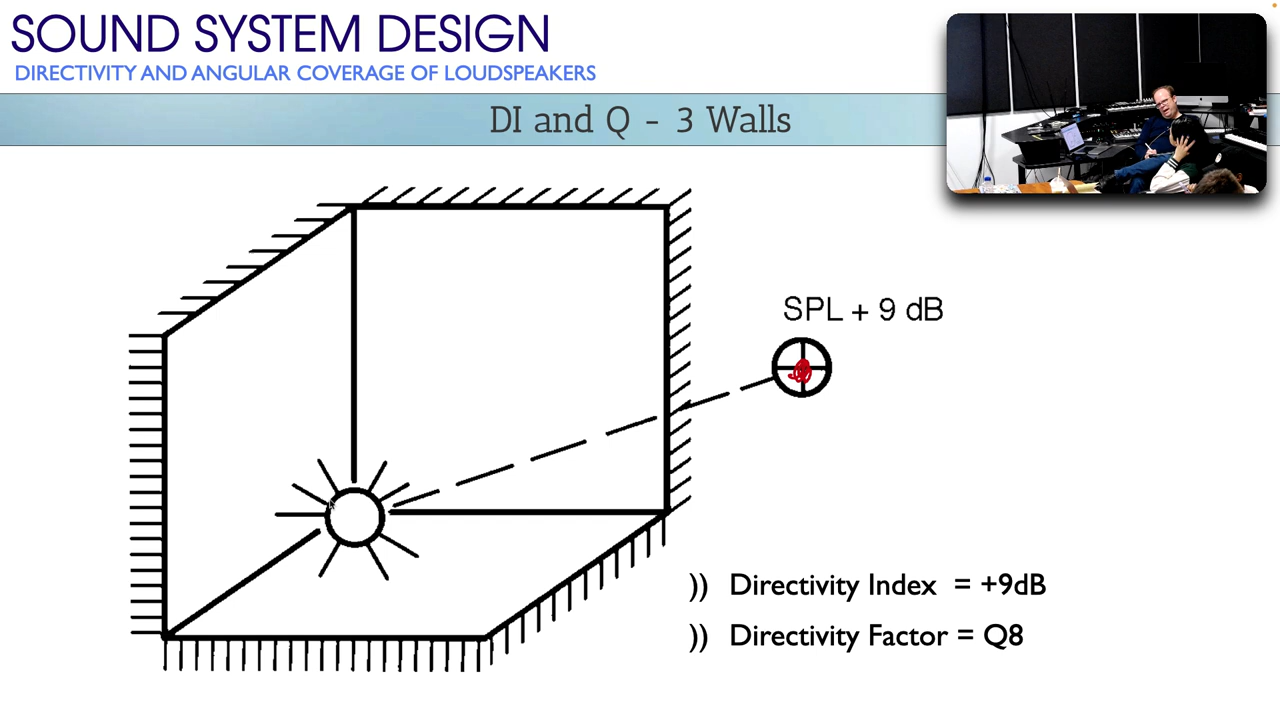 SOUND SYSTEM DESIGN
DIRECTIVITY AND ANGULAR COVERAGE OF LOUDSPEAKERS
DI and Q - 3 Walls
SPL + 9 dB
)) Directivity Index = +9dB
)) Directivity Factor = Q8